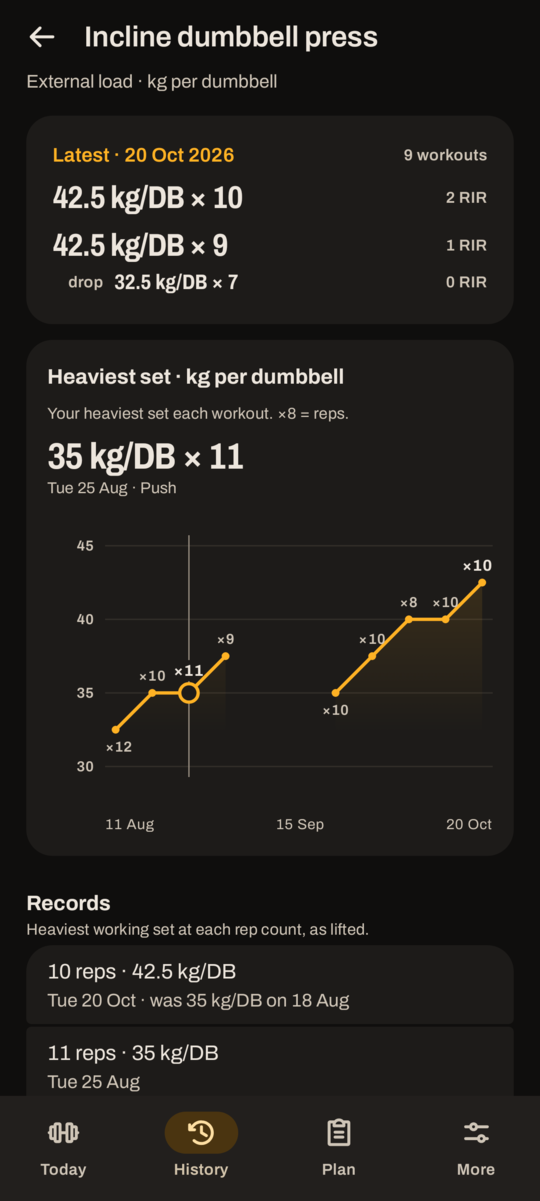 Incline dumbbell press
External load · kg per dumbbell
Latest · 20 Oct 2026
9 workouts
42.5 kg/DB × 10
2 RIR
42.5 kg/DB × 9
1 RIR
drop 32.5 kg/DB × 7
0 RIR
Heaviest set · kg per dumbbell
Your heaviest set each workout. ×8 = reps.
35 kg/DB × 11
Tue 25 Aug · Push
45
×10
40
×8
×10
×9
×10
×10
×11
35
×10
×12
30
11 Aug
15 Sep
20 Oct
Records
Heaviest working set at each rep count, as lifted.
10 reps · 42.5 kg/DB
Tue 20 Oct · was 35 kg/DB on 18 Aug
11 reps · 35 kg/DB
Tue 25 Aug
Today
History
Plan
More